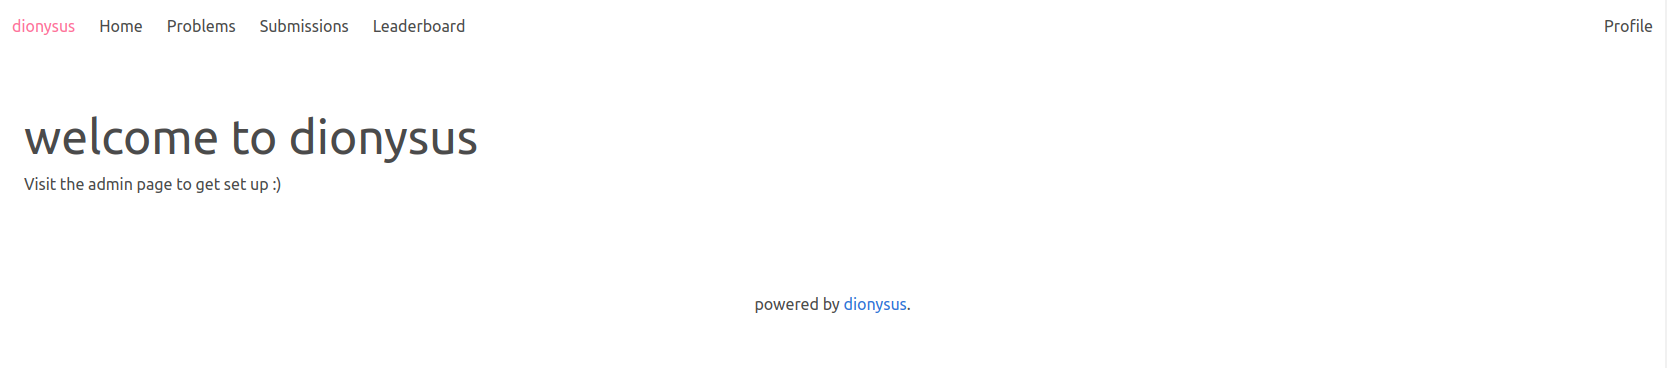 dionysus Home Problems Submissions Leaderboard Profile
welcome to dionysus
Visit the admin page to get set up :)
powered by dionysus.